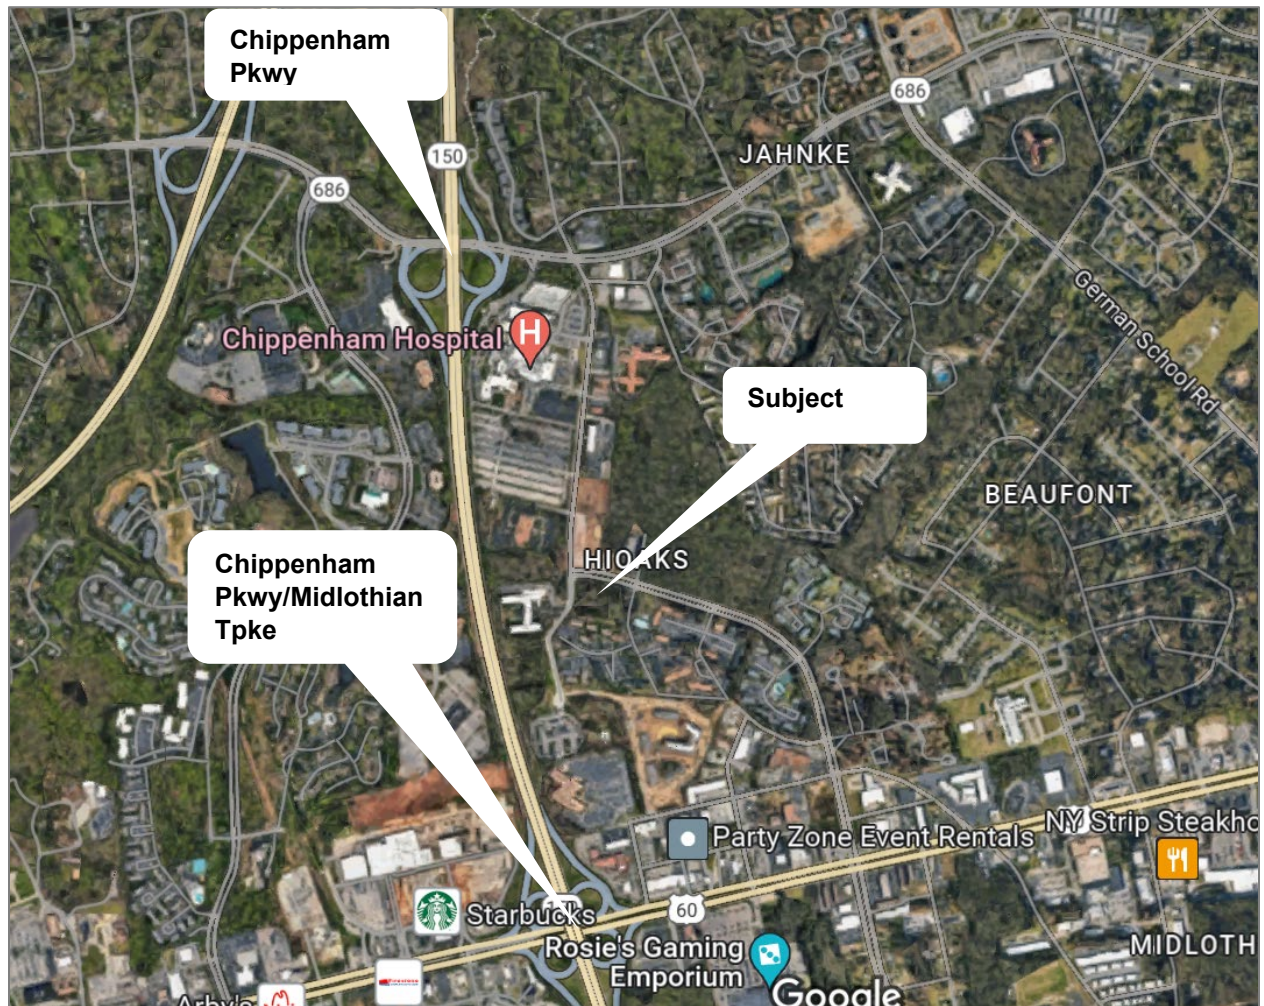 Chippenham
Pkwy
150
686
686
JAHNKE
German School Rd
Chippenham Hospital
H
Subject
BEAUFONT
HIOAKS
Chippenham
Pkwy/Midlothian
Tpke
Party Zone Event Rentals
NY Strip Steakho
Starbucks
60
Rosie's Gaming
Emporium
MIDLOTH
Arby's
Google